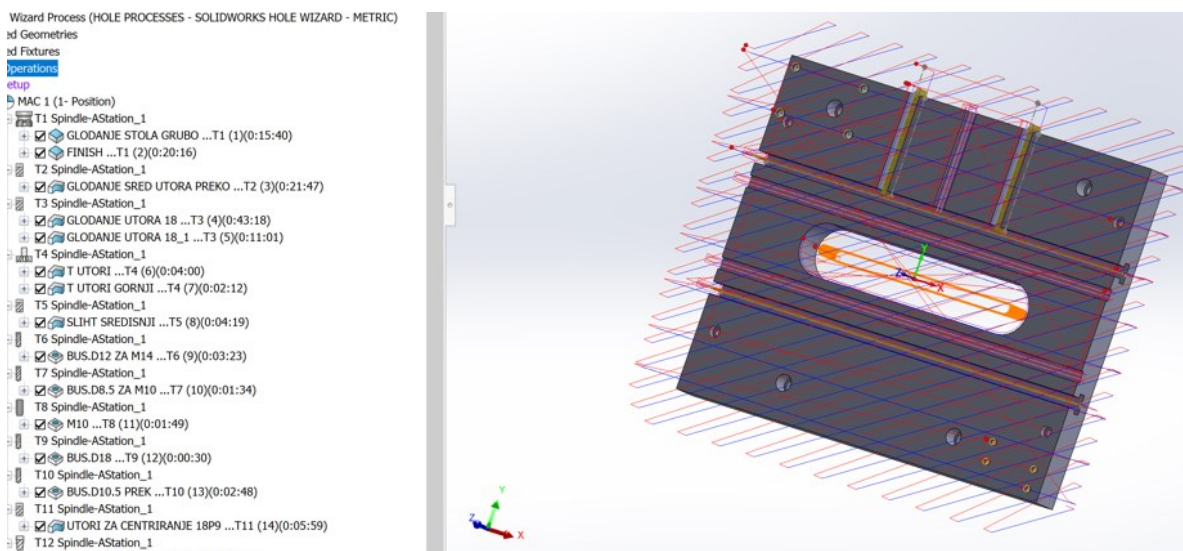 Wizard Process (HOLE PROCESSES - SOLIDWORKS HOLE WIZARD - METRIC)
ed Geometries
ed Fixtures
Operations
etup
MAC 1 (1- Position)
T1 Spindle-AStation_1
GLODANJE STOLA GRUBO ...T1 (1)(0:15:40)
FINISH ...T1 (2)(0:20:16)
T2 Spindle-AStation_1
GLODANJE SRED UTORA PREKO ...T2 (3)(0:21:47)
T3 Spindle-AStation_1
GLODANJE UTORA 18 ...T3 (4)(0:43:18)
GLODANJE UTORA 18_1 ...T3 (5)(0:11:01)
T4 Spindle-AStation_1
T UTORI ...T4 (6)(0:04:00)
T UTORI GORNJI ...T4 (7)(0:02:12)
T5 Spindle-AStation_1
SLIHT SREDISNJI ...T5 (8)(0:04:19)
T6 Spindle-AStation_1
BUS.D12 ZA M14 ...T6 (9)(0:03:23)
T7 Spindle-AStation_1
BUS.D8.5 ZA M10 ...T7 (10)(0:01:34)
T8 Spindle-AStation_1
M10 ...T8 (11)(0:01:49)
T9 Spindle-AStation_1
BUS.D18 ...T9 (12)(0:00:30)
T10 Spindle-AStation_1
BUS.D10.5 PREK ...T10 (13)(0:02:48)
T11 Spindle-AStation_1
UTORI ZA CENTRIRANJE 18P9 ...T11 (14)(0:05:59)
T12 Spindle-AStation_1
Y
Z
X
Y
Z
X